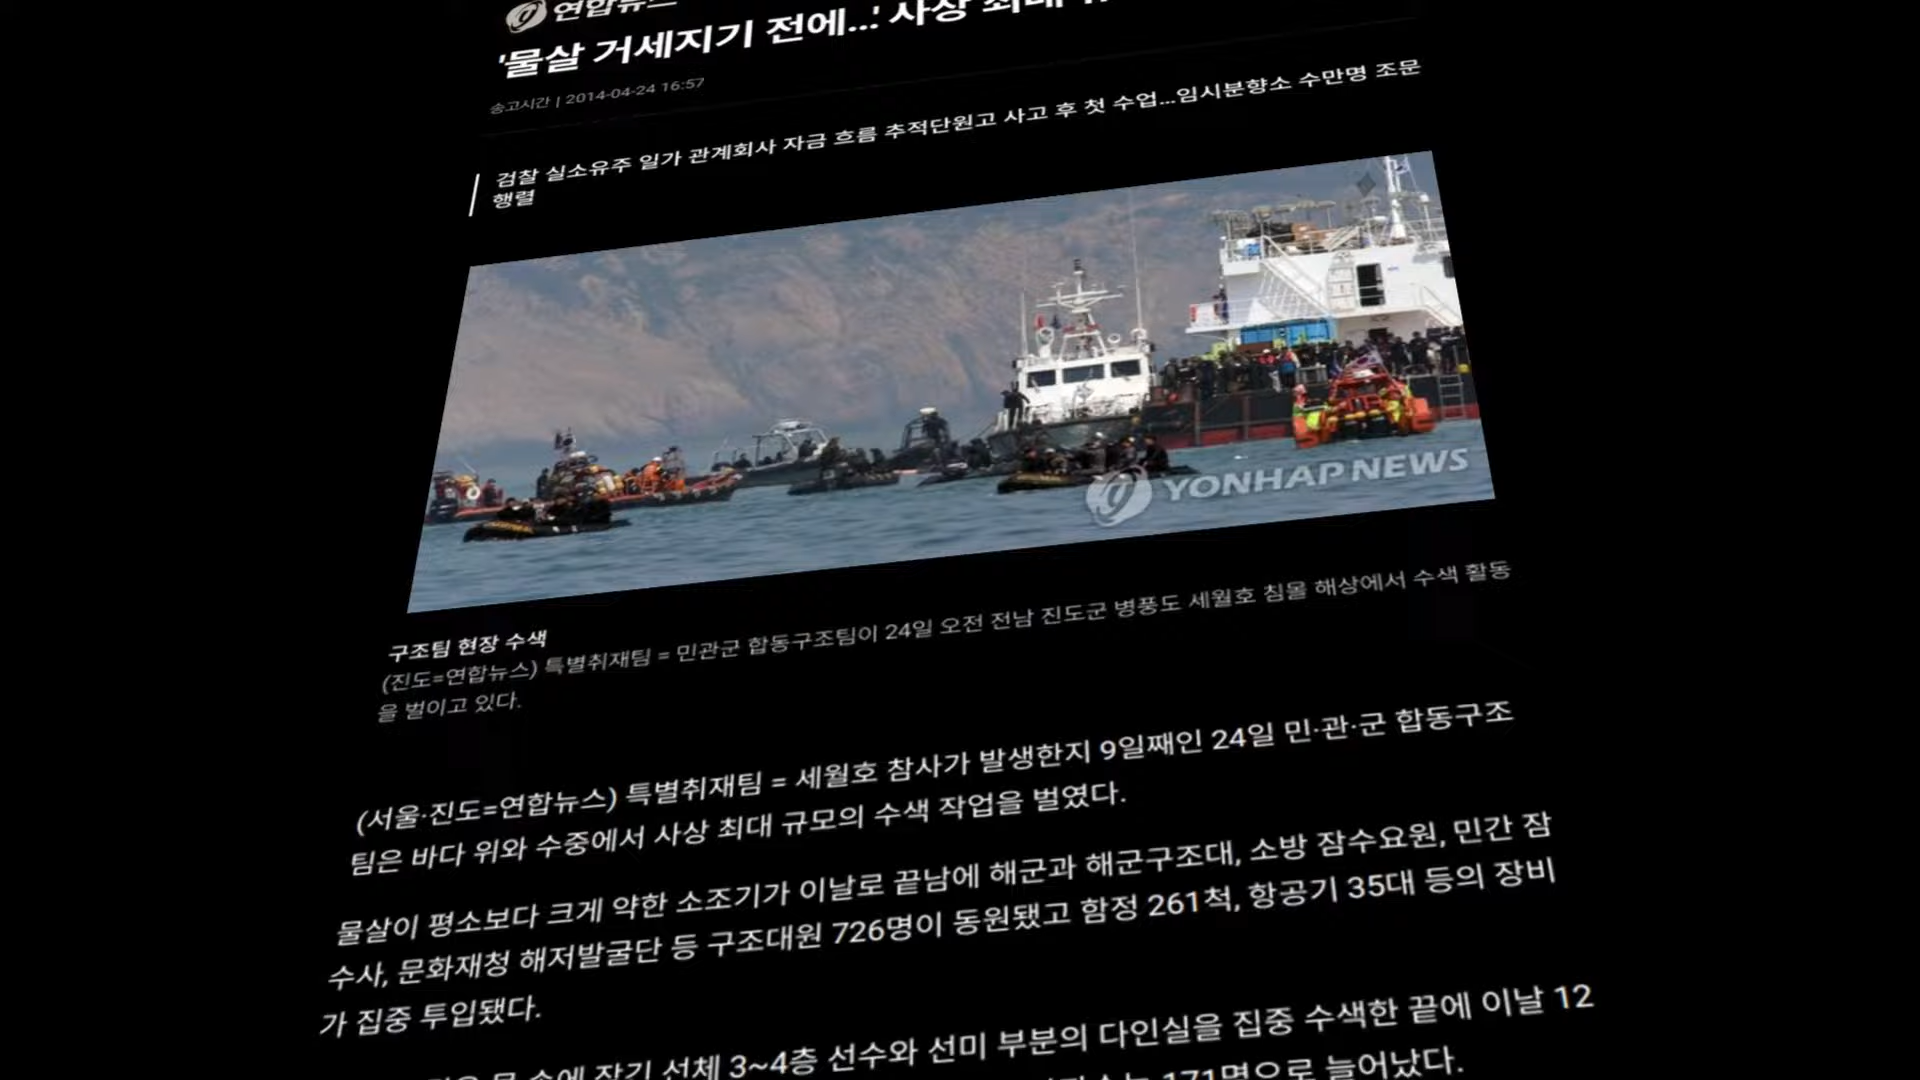 연합뉴스
'물살 거세지기 전에...' 사상 최대
송고시간 | 2014-04-24 16:57
검찰 실소유주 일가 관계회사 자금 흐름 추적단원고 사고 후 첫 수업...임시분향소 수만명 조문
행렬
YONHAP NEWS
구조팀 현장 수색
(진도=연합뉴스) 특별취재팀 = 민관군 합동구조팀이 24일 오전 전남 진도군 병풍도 세월호 침몰 해상에서 수색 활동
을 벌이고 있다.
(서울·진도=연합뉴스) 특별취재팀 = 세월호 참사가 발생한지 9일째인 24일 민·관·군 합동구조
팀은 바다 위와 수중에서 사상 최대 규모의 수색 작업을 벌였다.
물살이 평소보다 크게 약한 소조기가 이날로 끝남에 해군과 해군구조대, 소방 잠수요원, 민간 잠
수사, 문화재청 해저발굴단 등 구조대원 726명이 동원됐고 함정 261척, 항공기 35대 등의 장비
가 집중 투입됐다.
물 속에 잠긴 선체 3~4층 선수와 선미 부분의 다인실을 집중 수색한 끝에 이날 12
171명으로 늘어났다.